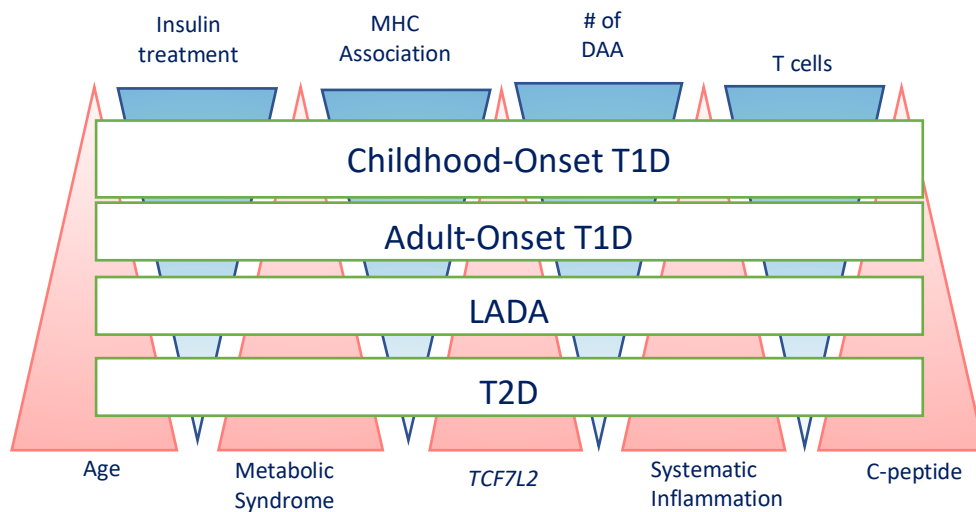 Insulin
treatment
MHC
Association
# of
DAA
T cells
Childhood-Onset T1D
Adult-Onset T1D
LADA
T2D
Age
Metabolic
Syndrome
TCF7L2
Systematic
Inflammation
C-peptide